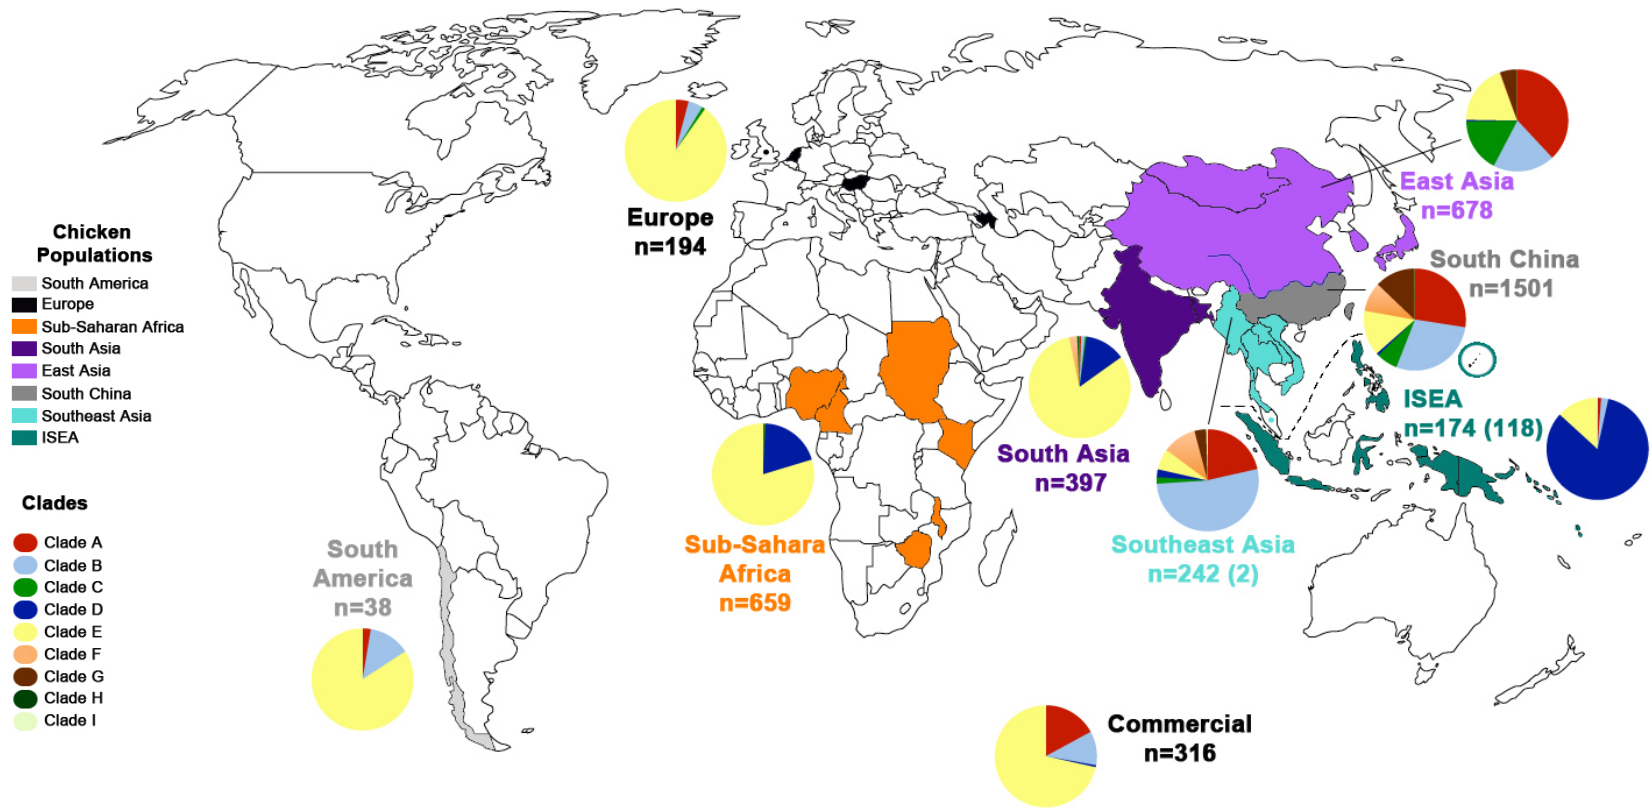 Chicken
Populations
South America
Europe
Sub-Saharan Africa
South Asia
East Asia
South China
Southeast Asia
ISEA
Clades
Clade A
Clade B
Clade C
Clade D
Clade E
Clade F
Clade G
Clade H
Clade I
South
America
n=38
Europe
n=194
Sub-Sahara
Africa
n=659
South Asia
n=397
East Asia
n=678
South China
n=1501
ISEA
n=174 (118)
Southeast Asia
n=242 (2)
Commercial
n=316